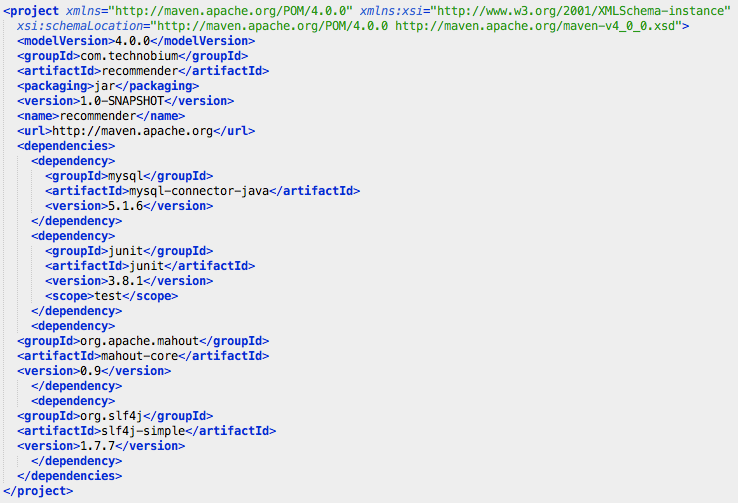 <project xmlns="http://maven.apache.org/POM/4.0.0" xmlns:xsi="http://www.w3.org/2001/XMLSchema-instance"
  xsi:schemaLocation="http://maven.apache.org/POM/4.0.0 http://maven.apache.org/maven-v4_0_0.xsd">
  <modelVersion>4.0.0</modelVersion>
  <groupId>com.technobium</groupId>
  <artifactId>recommender</artifactId>
  <packaging>jar</packaging>
  <version>1.0-SNAPSHOT</version>
  <name>recommender</name>
  <url>http://maven.apache.org</url>
  <dependencies>
    <dependency>
      <groupId>mysql</groupId>
      <artifactId>mysql-connector-java</artifactId>
      <version>5.1.6</version>
    </dependency>
    <dependency>
      <groupId>junit</groupId>
      <artifactId>junit</artifactId>
      <version>3.8.1</version>
      <scope>test</scope>
    </dependency>
    <dependency>
  <groupId>org.apache.mahout</groupId>
  <artifactId>mahout-core</artifactId>
  <version>0.9</version>
    </dependency>
    <dependency>
  <groupId>org.slf4j</groupId>
  <artifactId>slf4j-simple</artifactId>
  <version>1.7.7</version>
    </dependency>
  </dependencies>
</project>